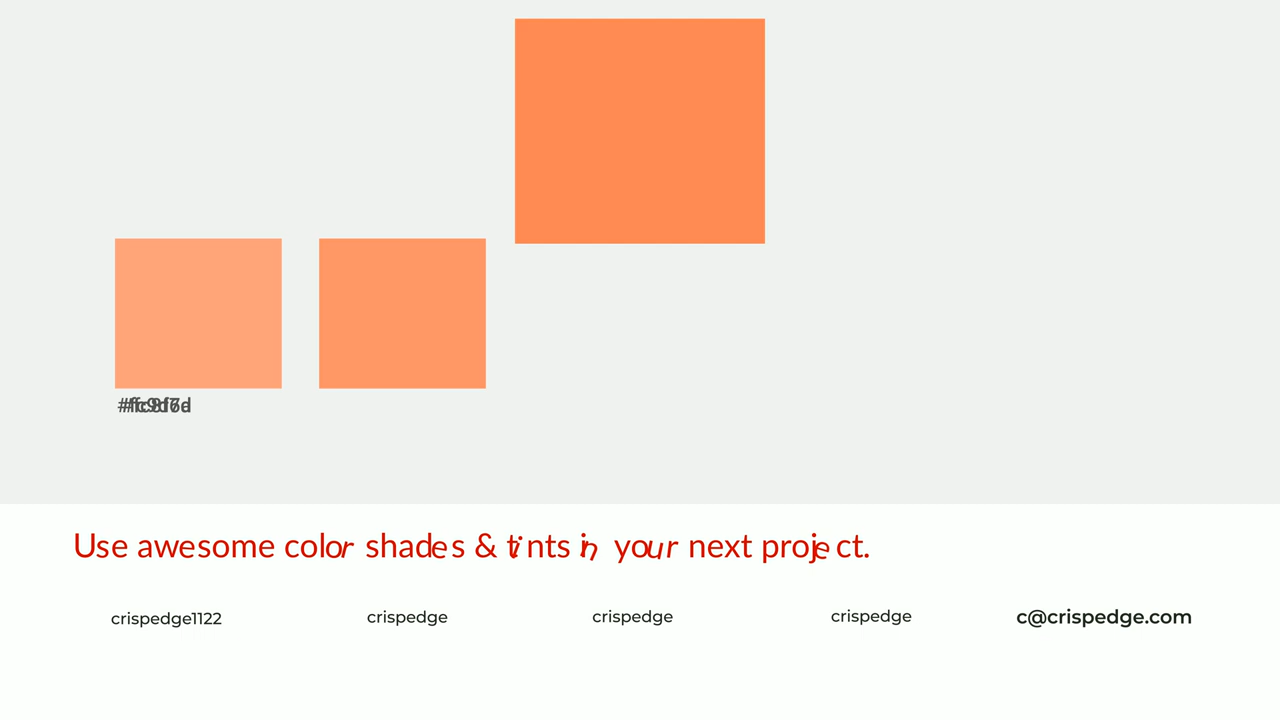 Use awesome color shades & tints in your next project.
crispedge1122 crispedge crispedge crispedge c@crispedge.com